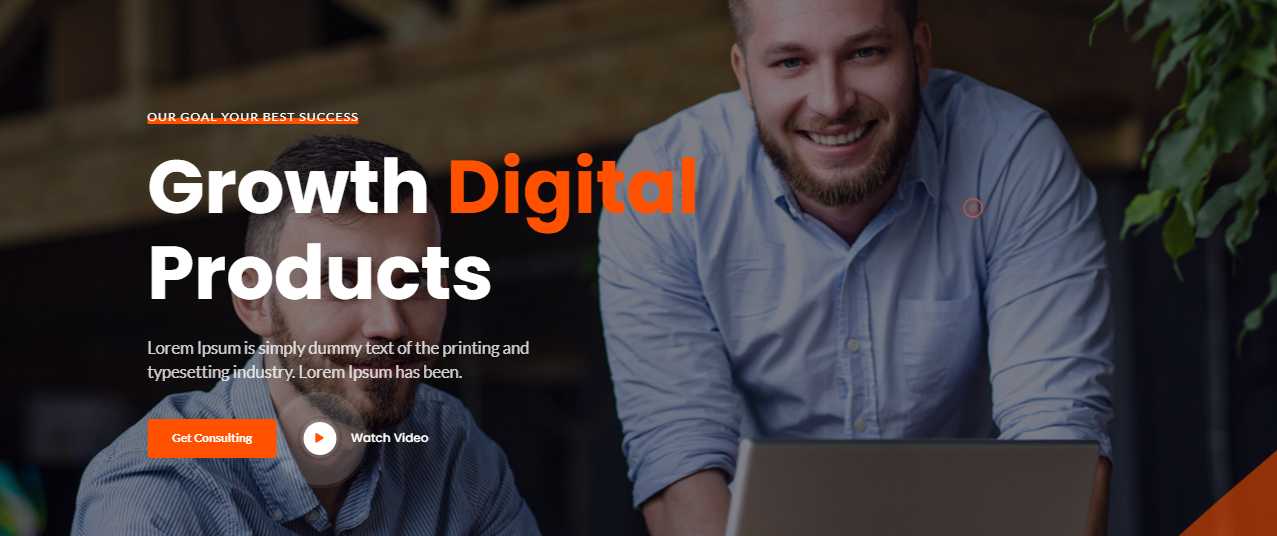 OUR GOAL YOUR BEST SUCCESS
Growth Digital
Products
Lorem Ipsum is simply dummy text of the printing and
typesetting industry. Lorem Ipsum has been.
Get Consulting
Watch Video